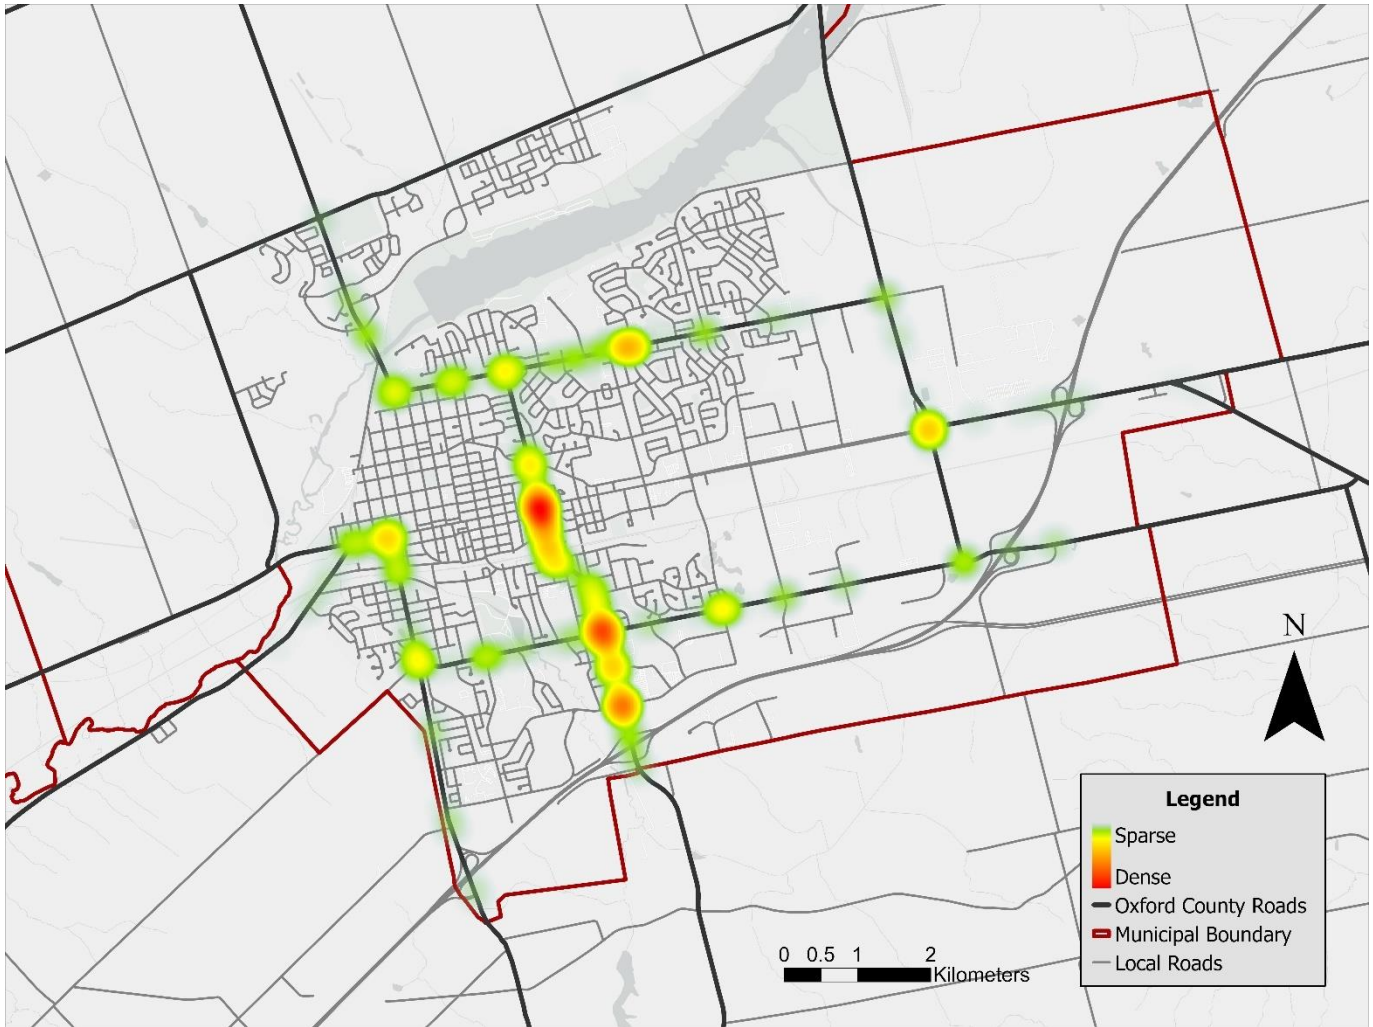 N
Legend
Sparse
Dense
Oxford County Roads
Municipal Boundary
Local Roads
0 0.5 1 2
Kilometers